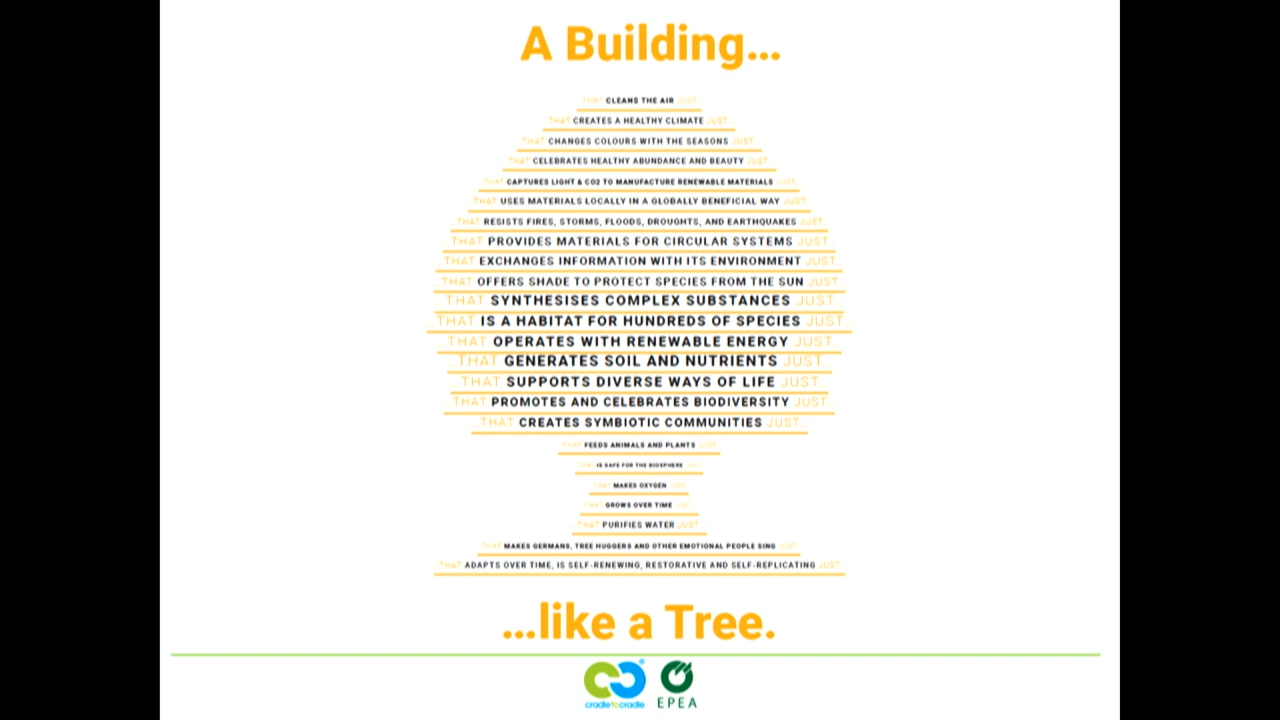 A Building...
...THAT CLEANS THE AIR JUST...
...THAT CREATES A HEALTHY CLIMATE JUST...
...THAT CHANGES COLOURS WITH THE SEASONS JUST...
...THAT CELEBRATES HEALTHY ABUNDANCE AND BEAUTY JUST...
...THAT CAPTURES LIGHT & CO2 TO MANUFACTURE RENEWABLE MATERIALS JUST...
...THAT USES MATERIALS LOCALLY IN A GLOBALLY BENEFICIAL WAY JUST...
...THAT RESISTS FIRES, STORMS, FLOODS, DROUGHTS, AND EARTHQUAKES JUST...
...THAT PROVIDES MATERIALS FOR CIRCULAR SYSTEMS JUST...
...THAT EXCHANGES INFORMATION WITH ITS ENVIRONMENT JUST...
...THAT OFFERS SHADE TO PROTECT SPECIES FROM THE SUN JUST...
...THAT SYNTHESISES COMPLEX SUBSTANCES JUST...
...THAT IS A HABITAT FOR HUNDREDS OF SPECIES JUST...
...THAT OPERATES WITH RENEWABLE ENERGY JUST...
...THAT GENERATES SOIL AND NUTRIENTS JUST...
...THAT SUPPORTS DIVERSE WAYS OF LIFE JUST...
...THAT PROMOTES AND CELEBRATES BIODIVERSITY JUST...
...THAT CREATES SYMBIOTIC COMMUNITIES JUST...
...THAT FEEDS ANIMALS AND PLANTS JUST...
...THAT IS SAFE FOR THE BIOSPHERE JUST...
...THAT MAKES OXYGEN JUST...
...THAT GROWS OVER TIME JUST...
...THAT PURIFIES WATER JUST...
...THAT MAKES GERMANS, TREE HUGGERS AND OTHER EMOTIONAL PEOPLE SING JUST...
...THAT ADAPTS OVER TIME, IS SELF-RENEWING, RESTORATIVE AND SELF-REPLICATING JUST...
...like a Tree.
cradletocradle ®
EPEA